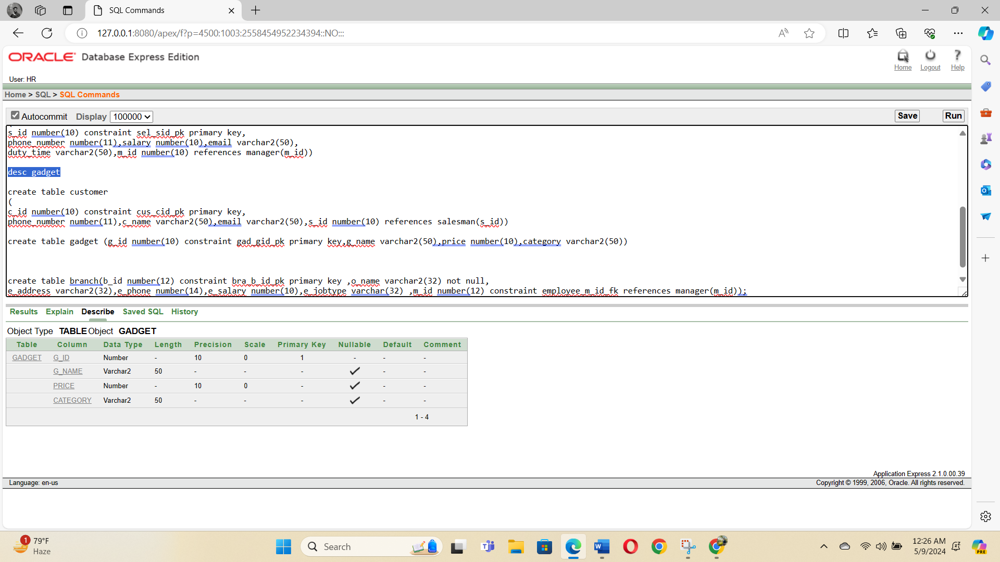 SQL Commands
127.0.0.1:8080/apex/f?p=4500:1003:2558454952234394::NO:::
ORACLE Database Express Edition
Home Logout Help
User: HR
Home > SQL > SQL Commands
Autocommit Display 100000 Save Run
s_id number(10) constraint sel_sid_pk primary key,
phone_number number(11),salary number(10),email varchar2(50),
duty_time varchar2(50),m_id number(10) references manager(m_id))
desc gadget
create table customer
(
c_id number(10) constraint cus_cid_pk primary key,
phone_number number(11),c_name varchar2(50),email varchar2(50),s_id number(10) references salesman(s_id))
create table gadget (g_id number(10) constraint gad_gid_pk primary key,g_name varchar2(50),price number(10),category varchar2(50))
create table branch(b_id number(12) constraint bra_b_id_pk primary key ,o_name varchar2(32) not null,
e_address varchar2(32),e_phone number(14),e_salary number(10),e_jobtype varchar(32) ,m_id number(12) constraint employee_m_id_fk references manager(m_id));
Results Explain Describe Saved SQL History
Object Type TABLE Object GADGET
Table Column Data Type Length Precision Scale Primary Key Nullable Default Comment
GADGET G_ID Number - 10 0 1 - - -
G_NAME Varchar2 50 - - - - -
PRICE Number - 10 0 - - -
CATEGORY Varchar2 50 - - - - -
1 - 4
Application Express 2.1.0.00.39
Language: en-us Copyright © 1999, 2006, Oracle. All rights reserved.
1 79°F
Haze
Search
12:26 AM
5/9/2024
PRE